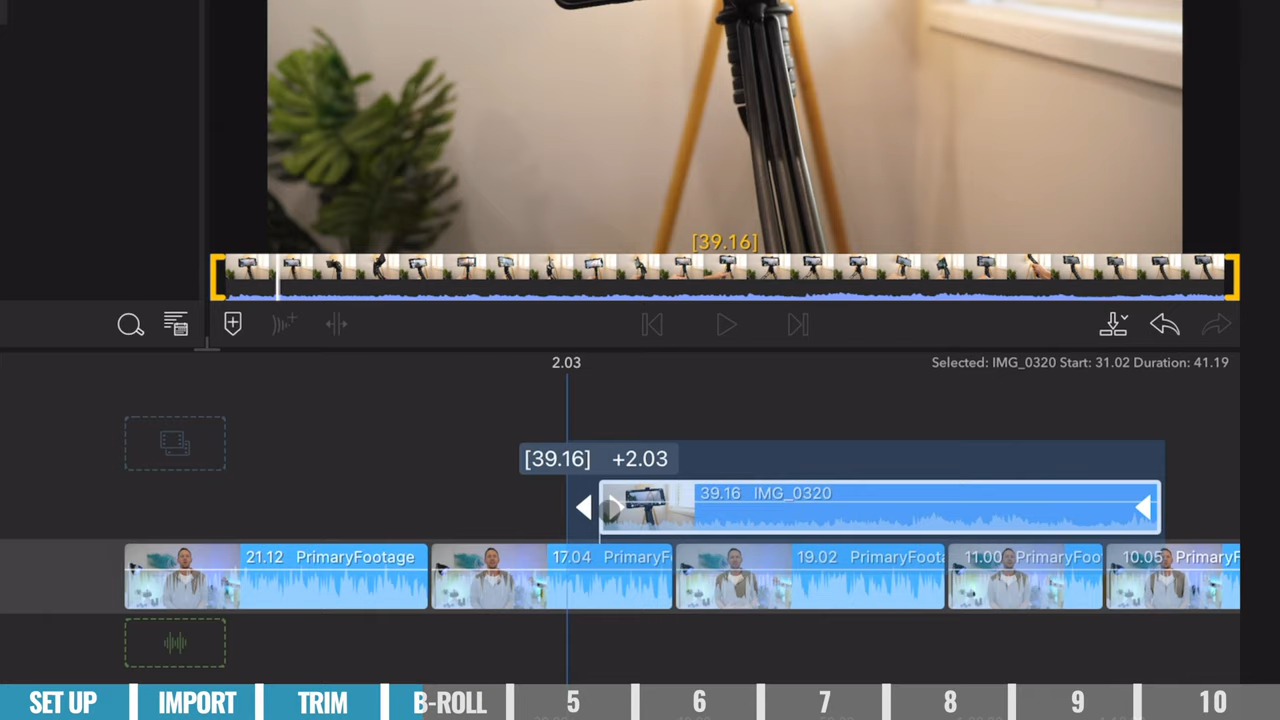 [39.16]
2.03
Selected: IMG_0320 Start: 31.02 Duration: 41.19
[39.16] +2.03
39.16 IMG_0320
21.12 PrimaryFootage
17.04 PrimaryF
19.02 PrimaryFoota
11.00 PrimaryFoo
10.05 PrimaryF
SET UP
IMPORT
TRIM
B-ROLL
5
6
7
8
9
10